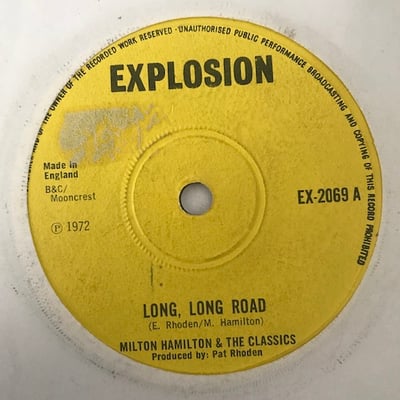 OF THE OWNER OF THE RECORDED WORK RESERVED · UNAUTHORISED PUBLIC PERFORMANCE BROADCASTING AND COPYING OF THIS RECORD PROHIBITED
EXPLOSION
Made in
England
B&C/
Mooncrest
Ⓟ 1972
EX-2069 A
LONG, LONG ROAD
(E. Rhoden/M. Hamilton)
MILTON HAMILTON & THE CLASSICS
Produced by: Pat Rhoden